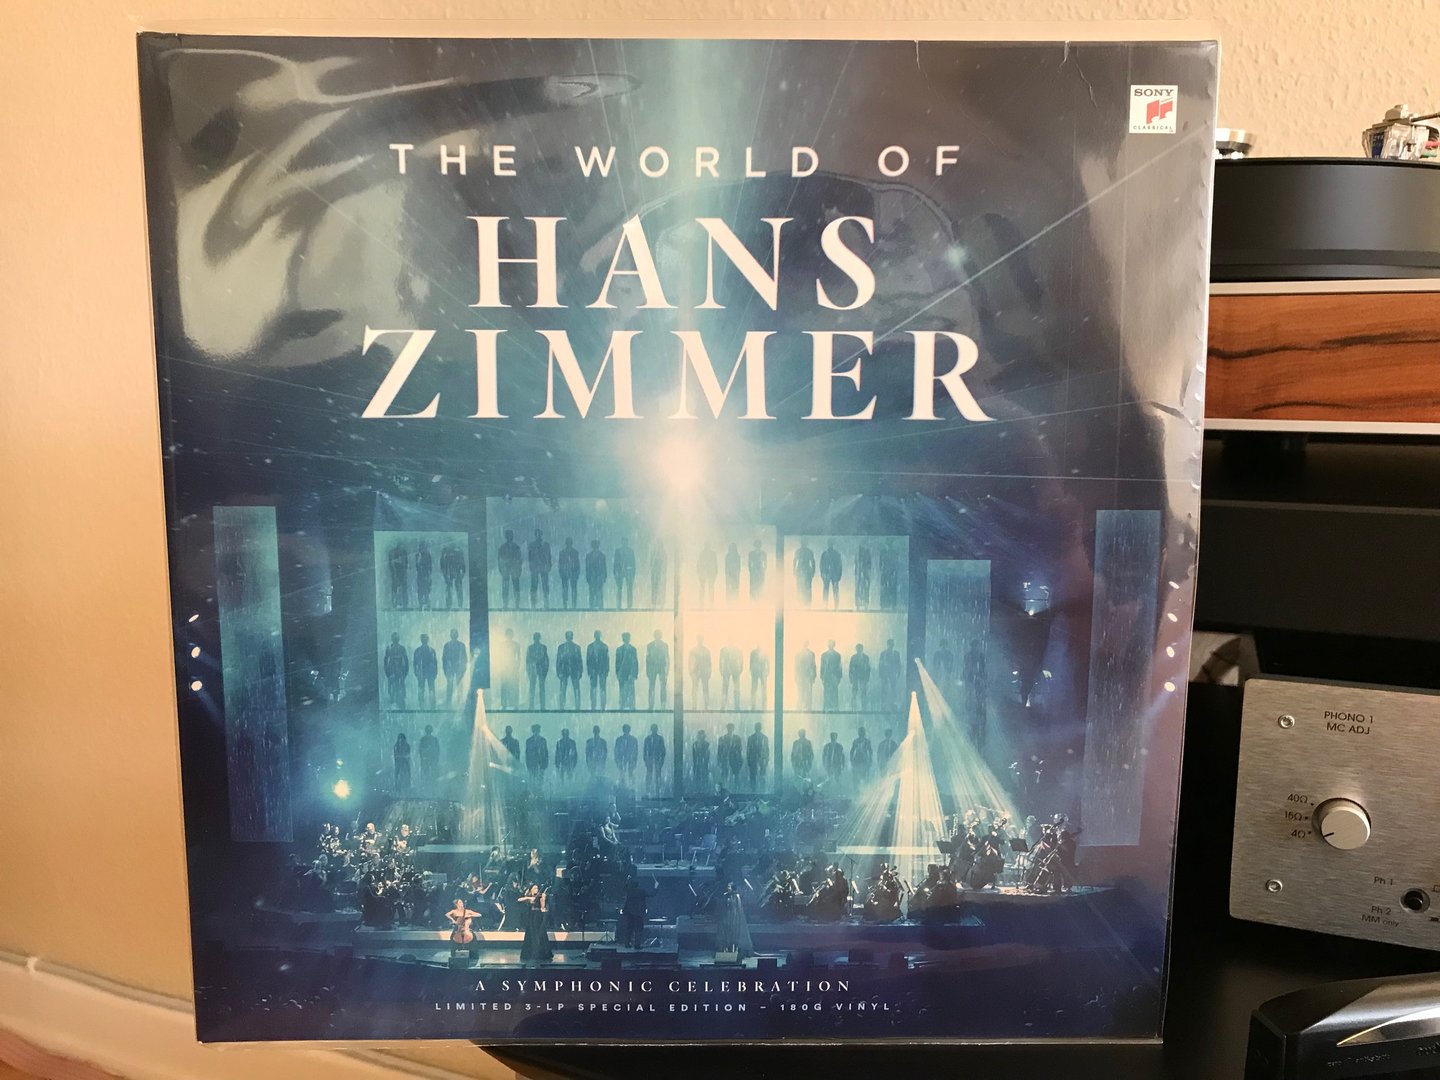 SONY
CLASSICAL
THE WORLD OF
HANS
ZIMMER
A SYMPHONIC CELEBRATION
LIMITED 3-LP SPECIAL EDITION – 180G VINYL
PHONO 1
MC ADJ
40Ω
15Ω
4Ω
Ph 1
Ph 2
MM only